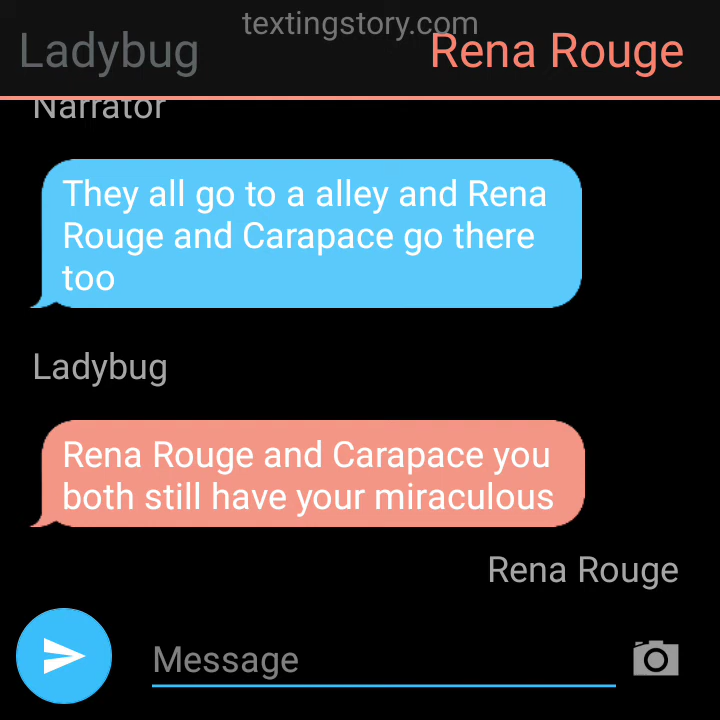 textingstory.com
Ladybug
Rena Rouge
Narrator
They all go to a alley and Rena
Rouge and Carapace go there
too
Ladybug
Rena Rouge and Carapace you
both still have your miraculous
Rena Rouge
Message